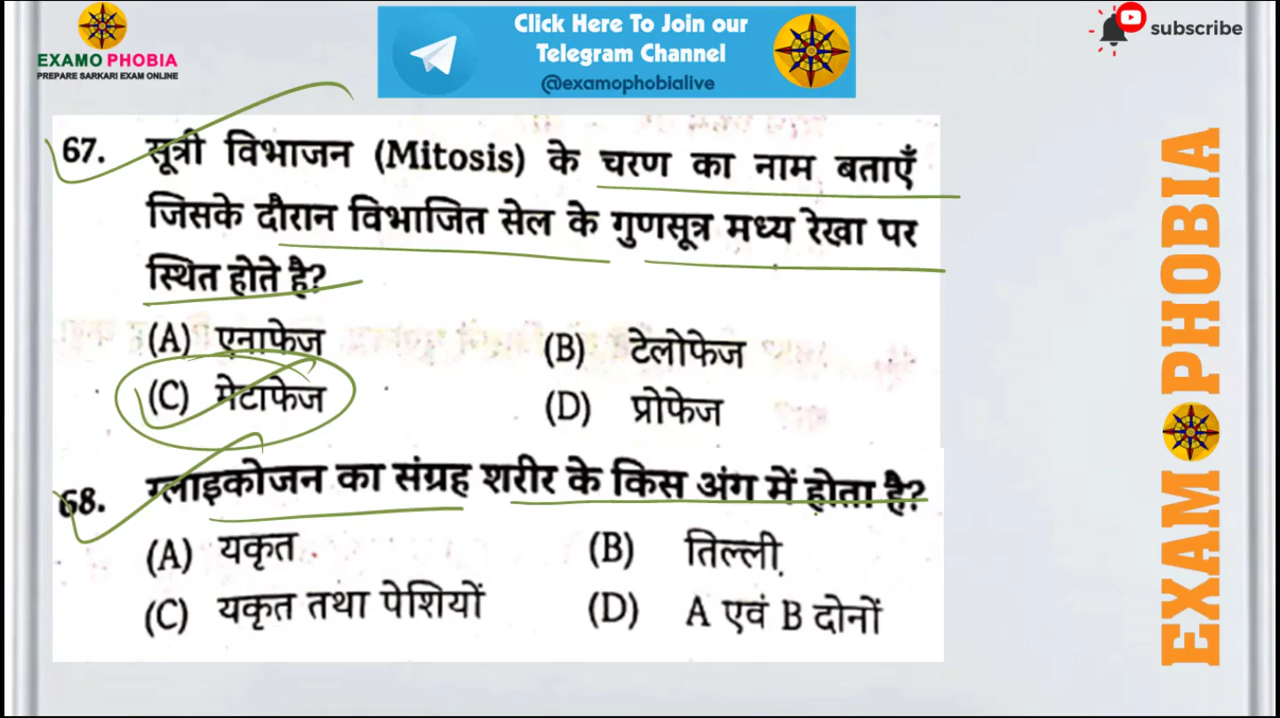 EXAMO PHOBIA
PREPARE SARKARI EXAM ONLINE
Click Here To Join our
Telegram Channel
@examophobialive
subscribe
67. सूत्री विभाजन (Mitosis) के चरण का नाम बताएँ
जिसके दौरान विभाजित सेल के गुणसूत्र मध्य रेखा पर
स्थित होते है?
(A) एनाफेज (B) टेलोफेज
(C) मेटाफेज (D) प्रोफेज
68. ग्लाइकोजन का संग्रह शरीर के किस अंग में होता है?
(A) यकृत (B) तिल्ली
(C) यकृत तथा पेशियों (D) A एवं B दोनों
EXAM PHOBIA